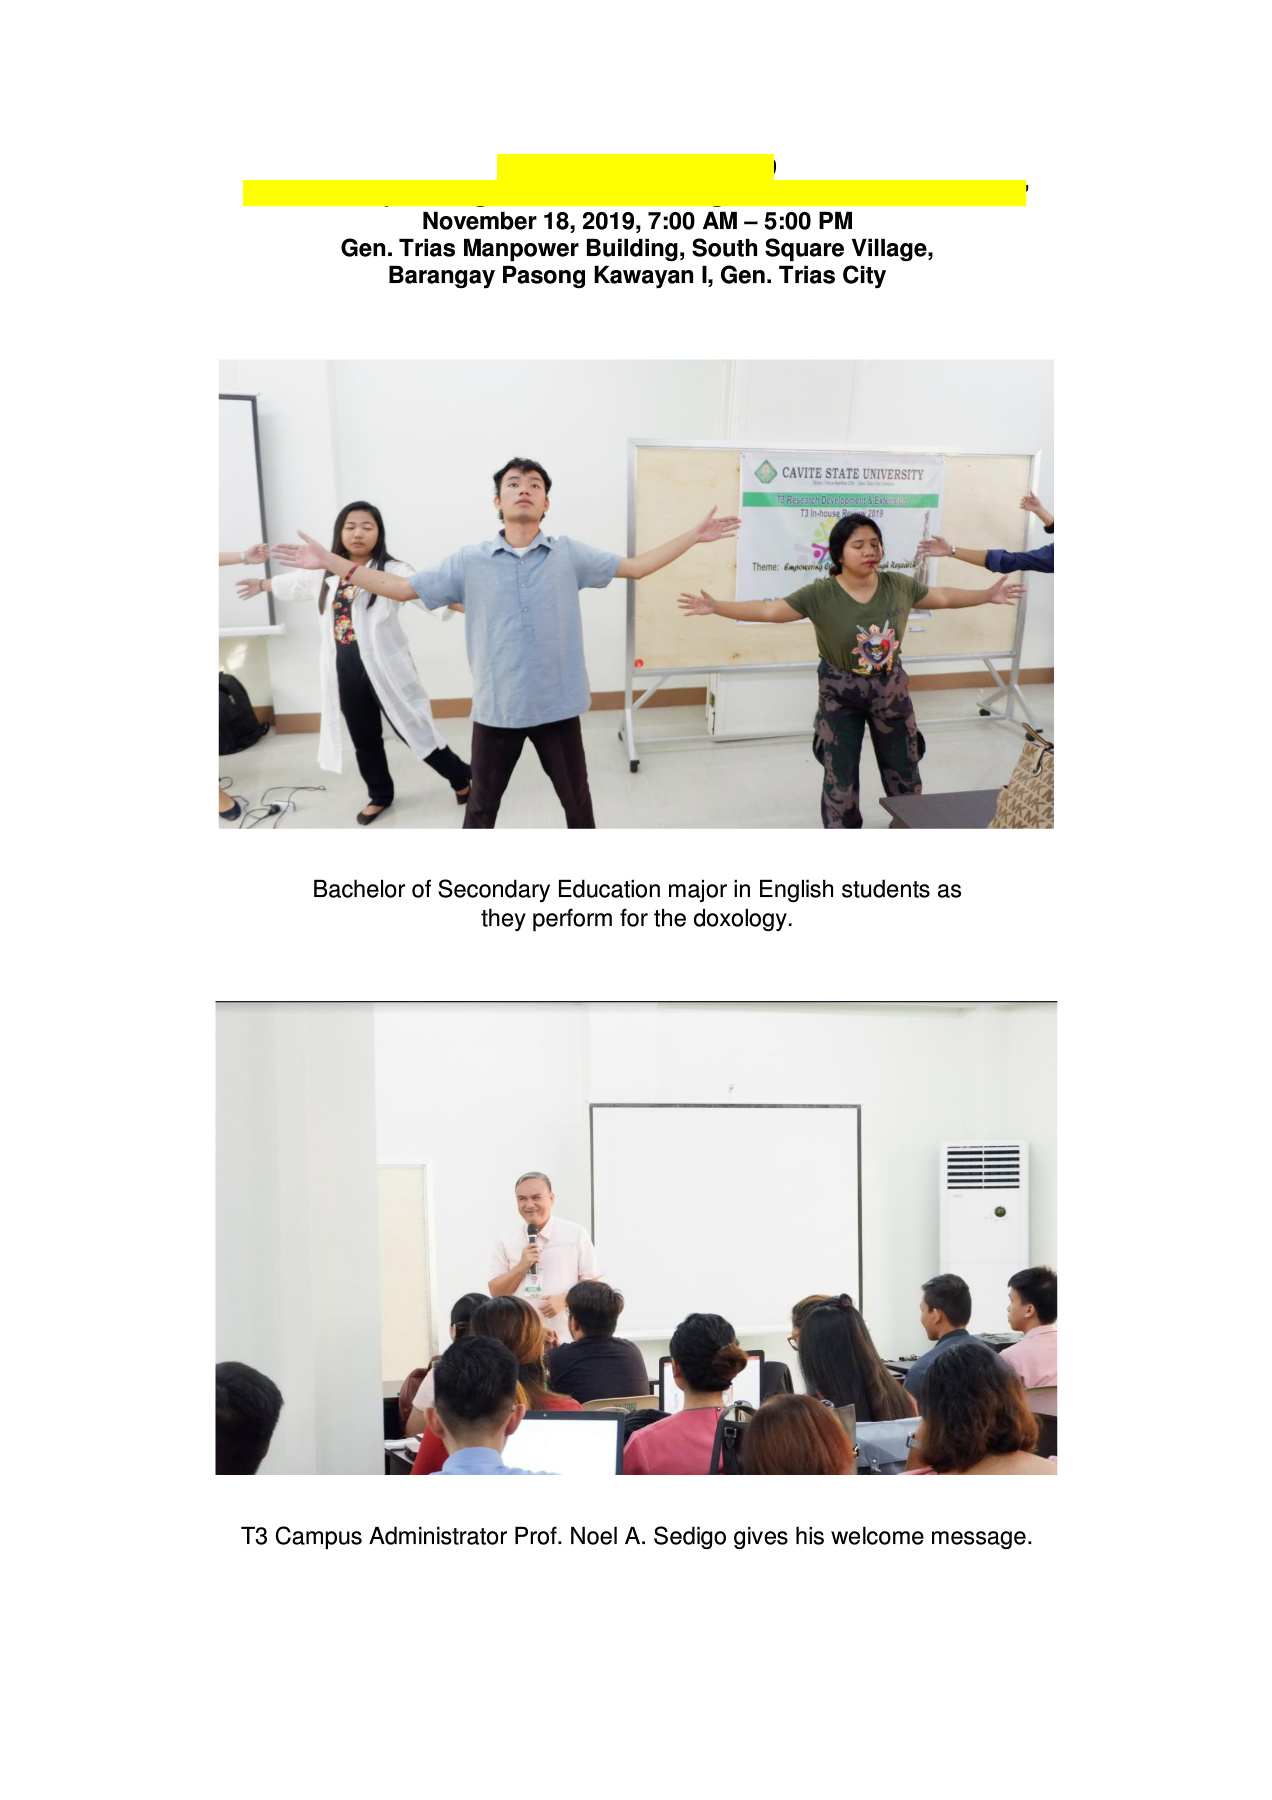 November 18, 2019, 7:00 AM – 5:00 PM
Gen. Trias Manpower Building, South Square Village,
Barangay Pasong Kawayan I, Gen. Trias City
CAVITE STATE UNIVERSITY
T3 Research Development & Extension
T3 In-house Review 2019
Theme: Empowering Research
Bachelor of Secondary Education major in English students as
they perform for the doxology.
T3 Campus Administrator Prof. Noel A. Sedigo gives his welcome message.